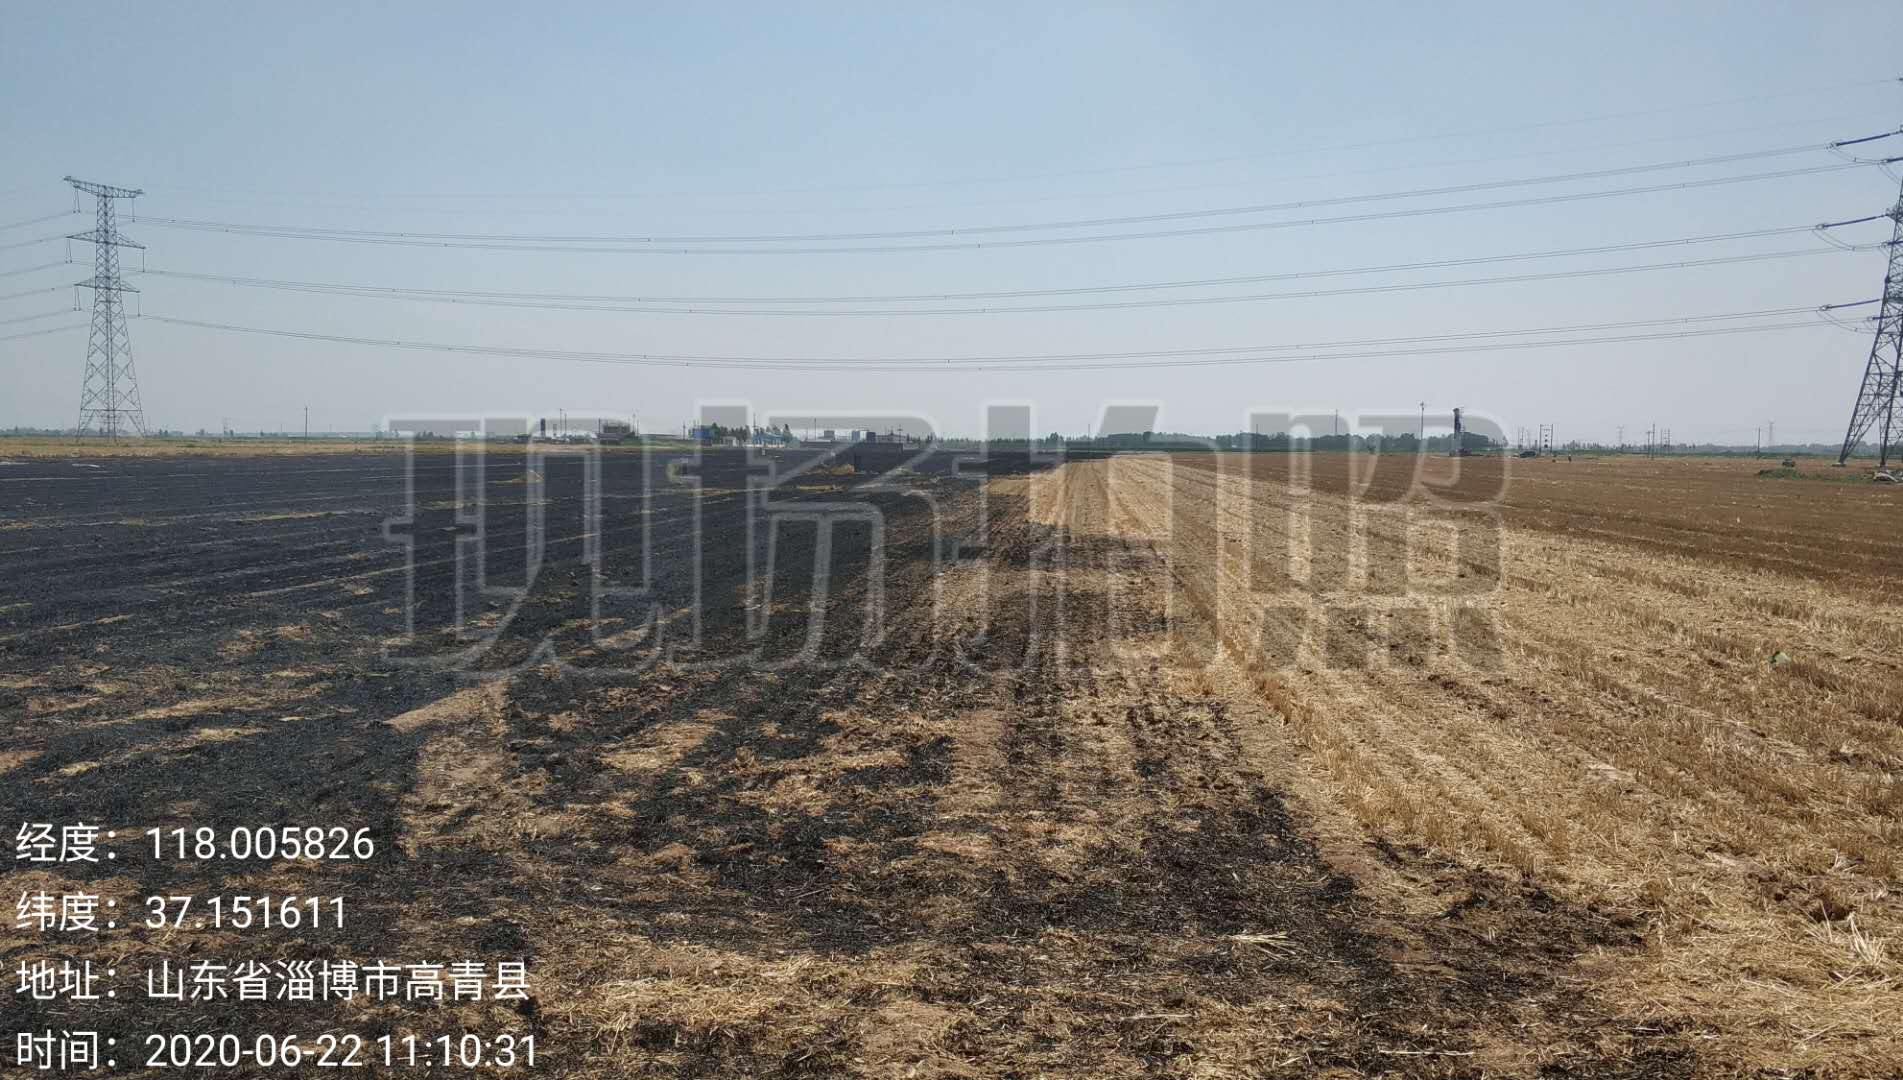 现场拍照
经度：118.005826
纬度：37.151611
地址：山东省淄博市高青县
时间：2020-06-22 11:10:31